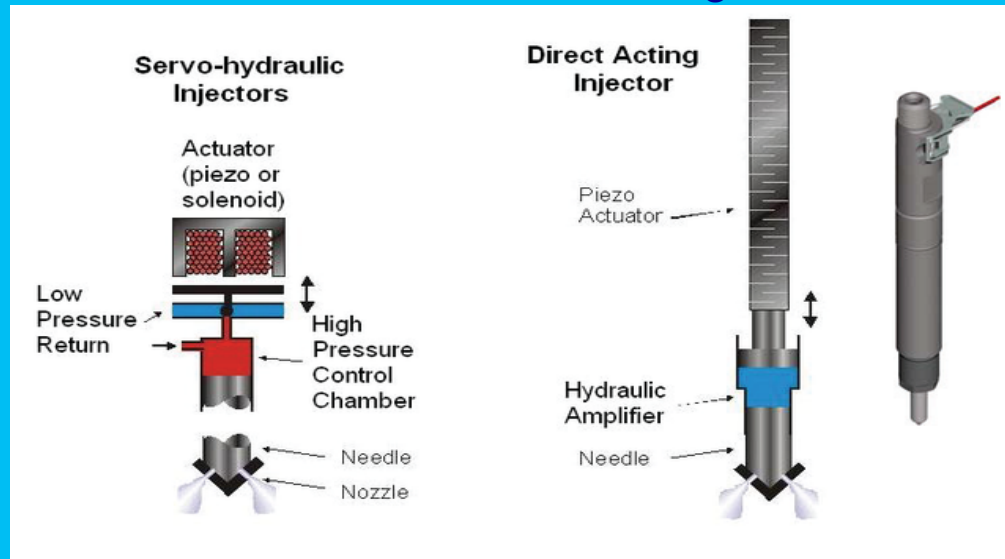 Servo-hydraulic
Injectors
Actuator
(piezo or
solenoid)
Low
Pressure
Return
High
Pressure
Control
Chamber
Needle
Nozzle
Direct Acting
Injector
Piezo
Actuator
Hydraulic
Amplifier
Needle